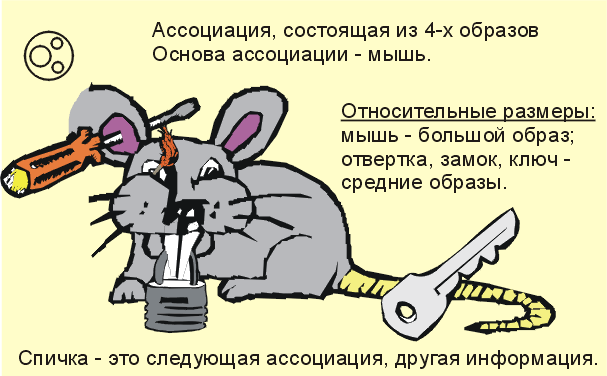 Ассоциация, состоящая из 4-х образов
Основа ассоциации - мышь.
Относительные размеры:
мышь - большой образ;
отвертка, замок, ключ -
средние образы.
Спичка - это следующая ассоциация, другая информация.